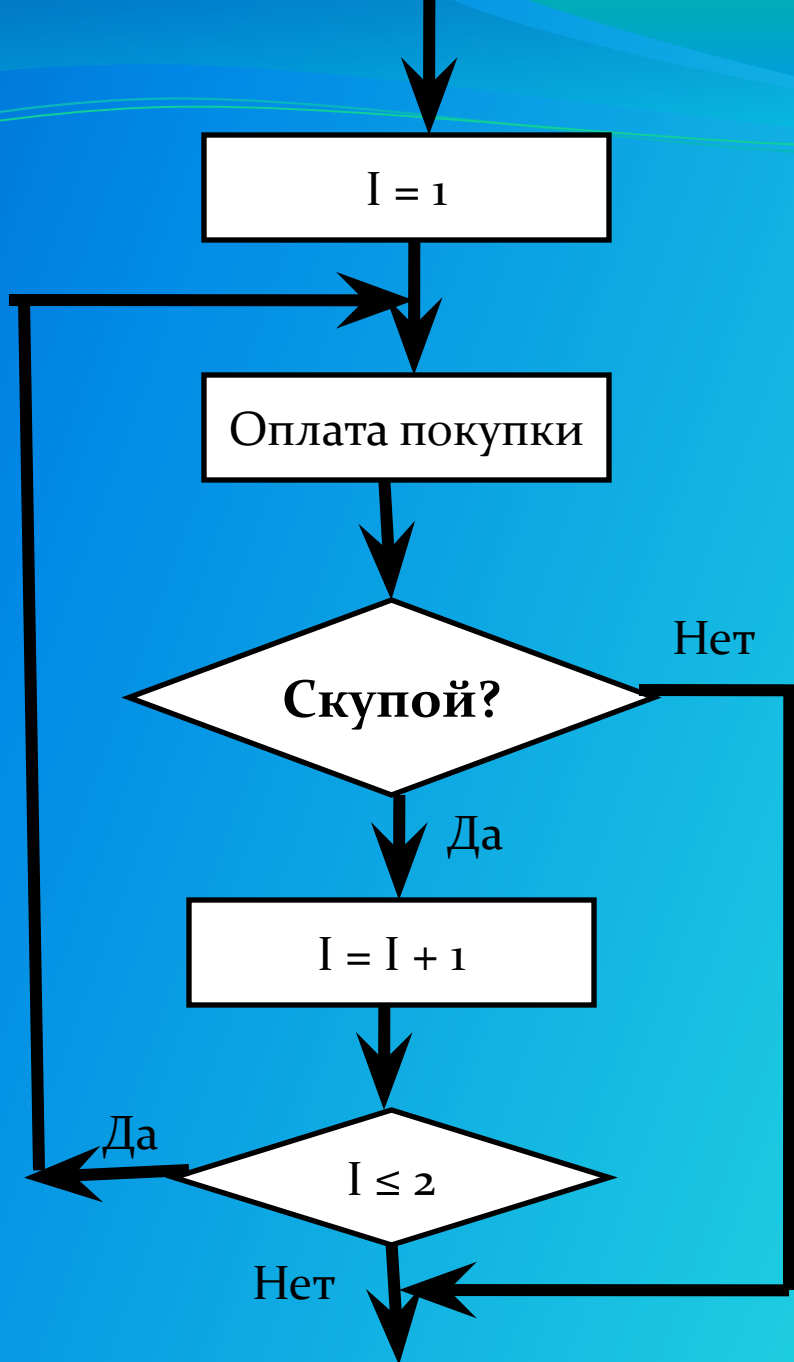 I = 1
Оплата покупки
Нет
Скупой?
Да
I = I + 1
Да
I ≤ 2
Нет